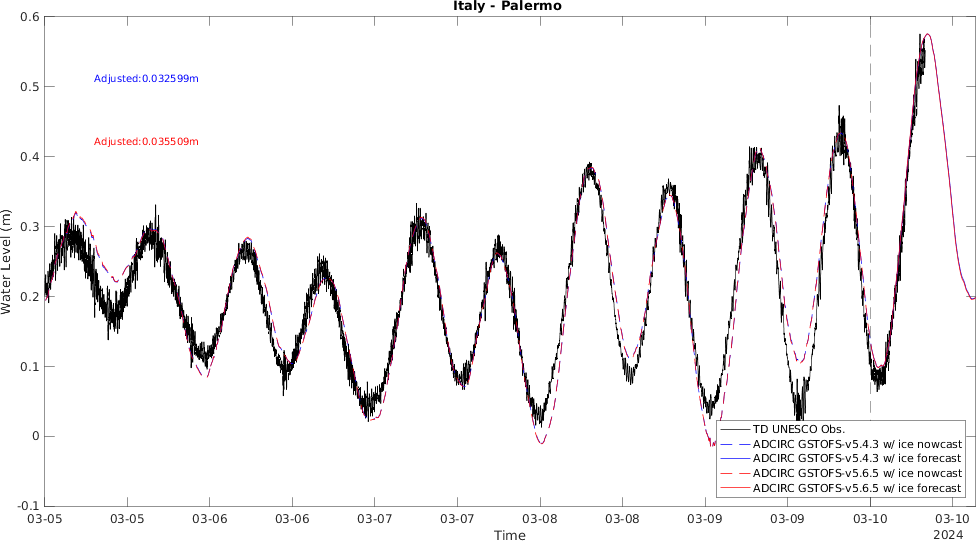 Italy - Palermo
0.6
0.5
0.4
0.3
0.2
0.1
0
-0.1
Water Level (m)
Adjusted:0.032599m
Adjusted:0.035509m
TD UNESCO Obs.
ADCIRC GSTOFS-v5.4.3 w/ ice nowcast
ADCIRC GSTOFS-v5.4.3 w/ ice forecast
ADCIRC GSTOFS-v5.6.5 w/ ice nowcast
ADCIRC GSTOFS-v5.6.5 w/ ice forecast
03-05 03-05 03-06 03-06 03-07 03-07 03-08 03-08 03-09 03-09 03-10 03-10
Time
2024